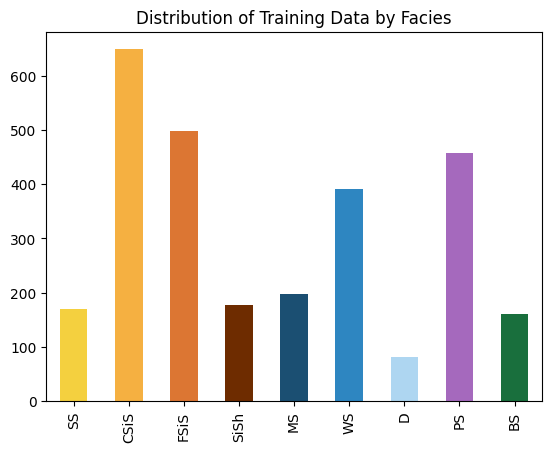 Distribution of Training Data by Facies
600
500
400
300
200
100
0
SS
CSiS
FSiS
SiSh
MS
WS
D
PS
BS